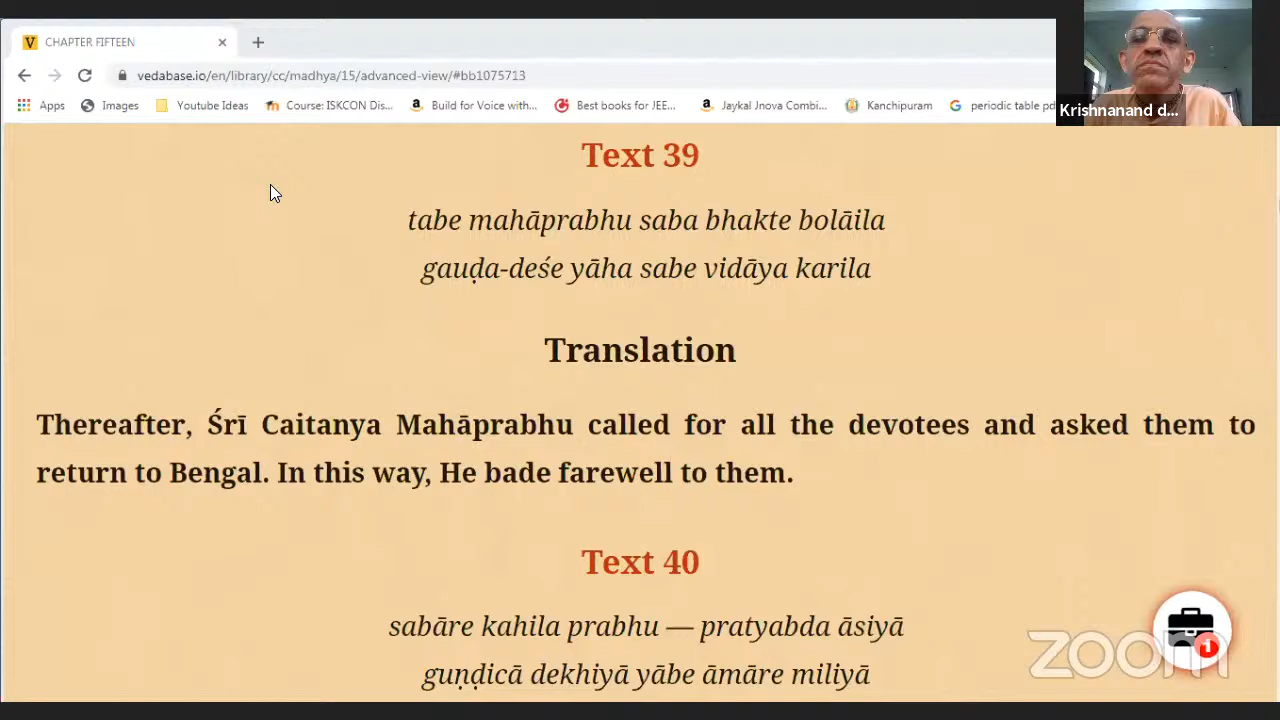 CHAPTER FIFTEEN
vedabase.io/en/library/cc/madhya/15/advanced-view/#bb1075713
Apps Images Youtube Ideas Course: ISKCON Dis... Build for Voice with... Best books for JEE... Jaykal Jnova Combi... Kanchipuram periodic table pd
Krishnanand d...
Text 39
tabe mahāprabhu saba bhakte bolāila
gauḍa-deśe yāha sabe vidāya karila
Translation
Thereafter, Śrī Caitanya Mahāprabhu called for all the devotees and asked them to
return to Bengal. In this way, He bade farewell to them.
Text 40
sabāre kahila prabhu — pratyabda āsiyā
guṇḍicā dekhiyā yābe āmāre miliyā
1
zoom